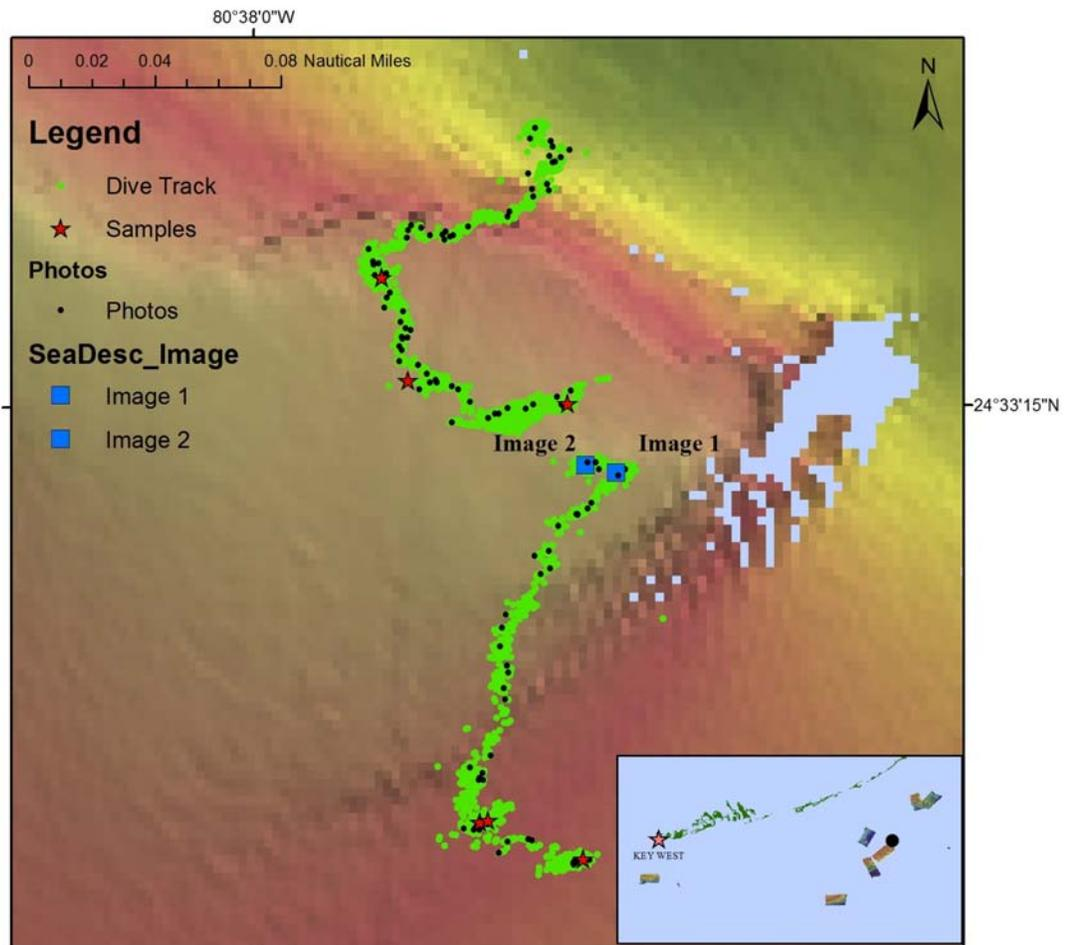 80°38'0"W
0 0.02 0.04 0.08 Nautical Miles
N
Legend
Dive Track
Samples
Photos
Photos
SeaDesc_Image
Image 1
Image 2
24°33'15"N
Image 2 Image 1
KEY WEST